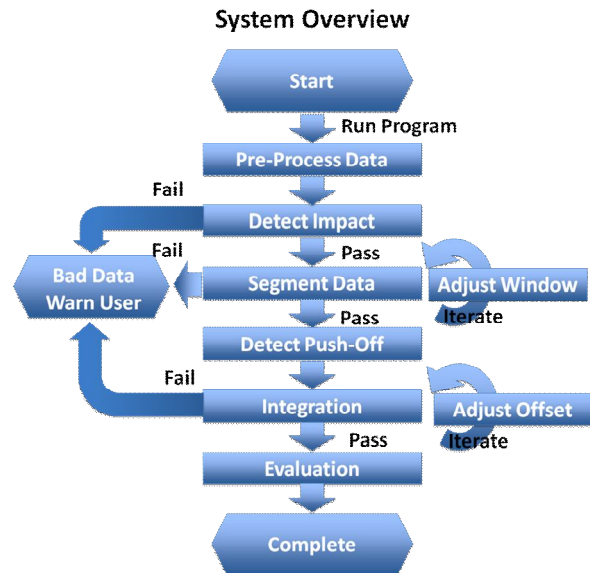 System Overview
Start
Run Program
Pre-Process Data
Fail
Detect Impact
Fail
Pass
Bad Data
Warn User
Segment Data
Adjust Window
Iterate
Pass
Detect Push-Off
Fail
Integration
Adjust Offset
Iterate
Pass
Evaluation
Complete